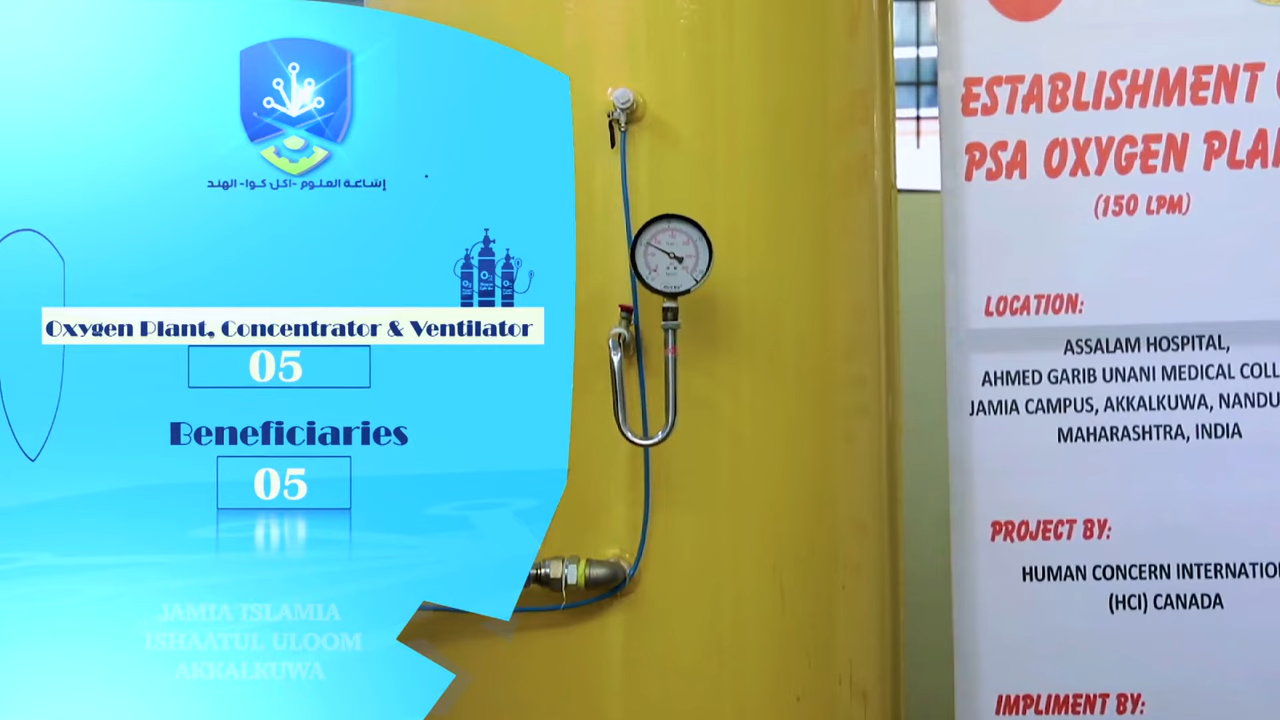 إشاعة العلوم -اكل كوا- الهند
Oxygen Plant, Concentrator & Ventilator
05
Beneficiaries
05
JAMIA ISLAMIA
ISHAATUL ULOOM
AKKALKUWA
ESTABLISHMENT
PSA OXYGEN PLA
(150 LPM)
LOCATION:
ASSALAM HOSPITAL,
AHMED GARIB UNANI MEDICAL COLL
JAMIA CAMPUS, AKKALKUWA, NANDU
MAHARASHTRA, INDIA
PROJECT BY:
HUMAN CONCERN INTERNATIO
(HCI) CANADA
IMPLIMENT BY: